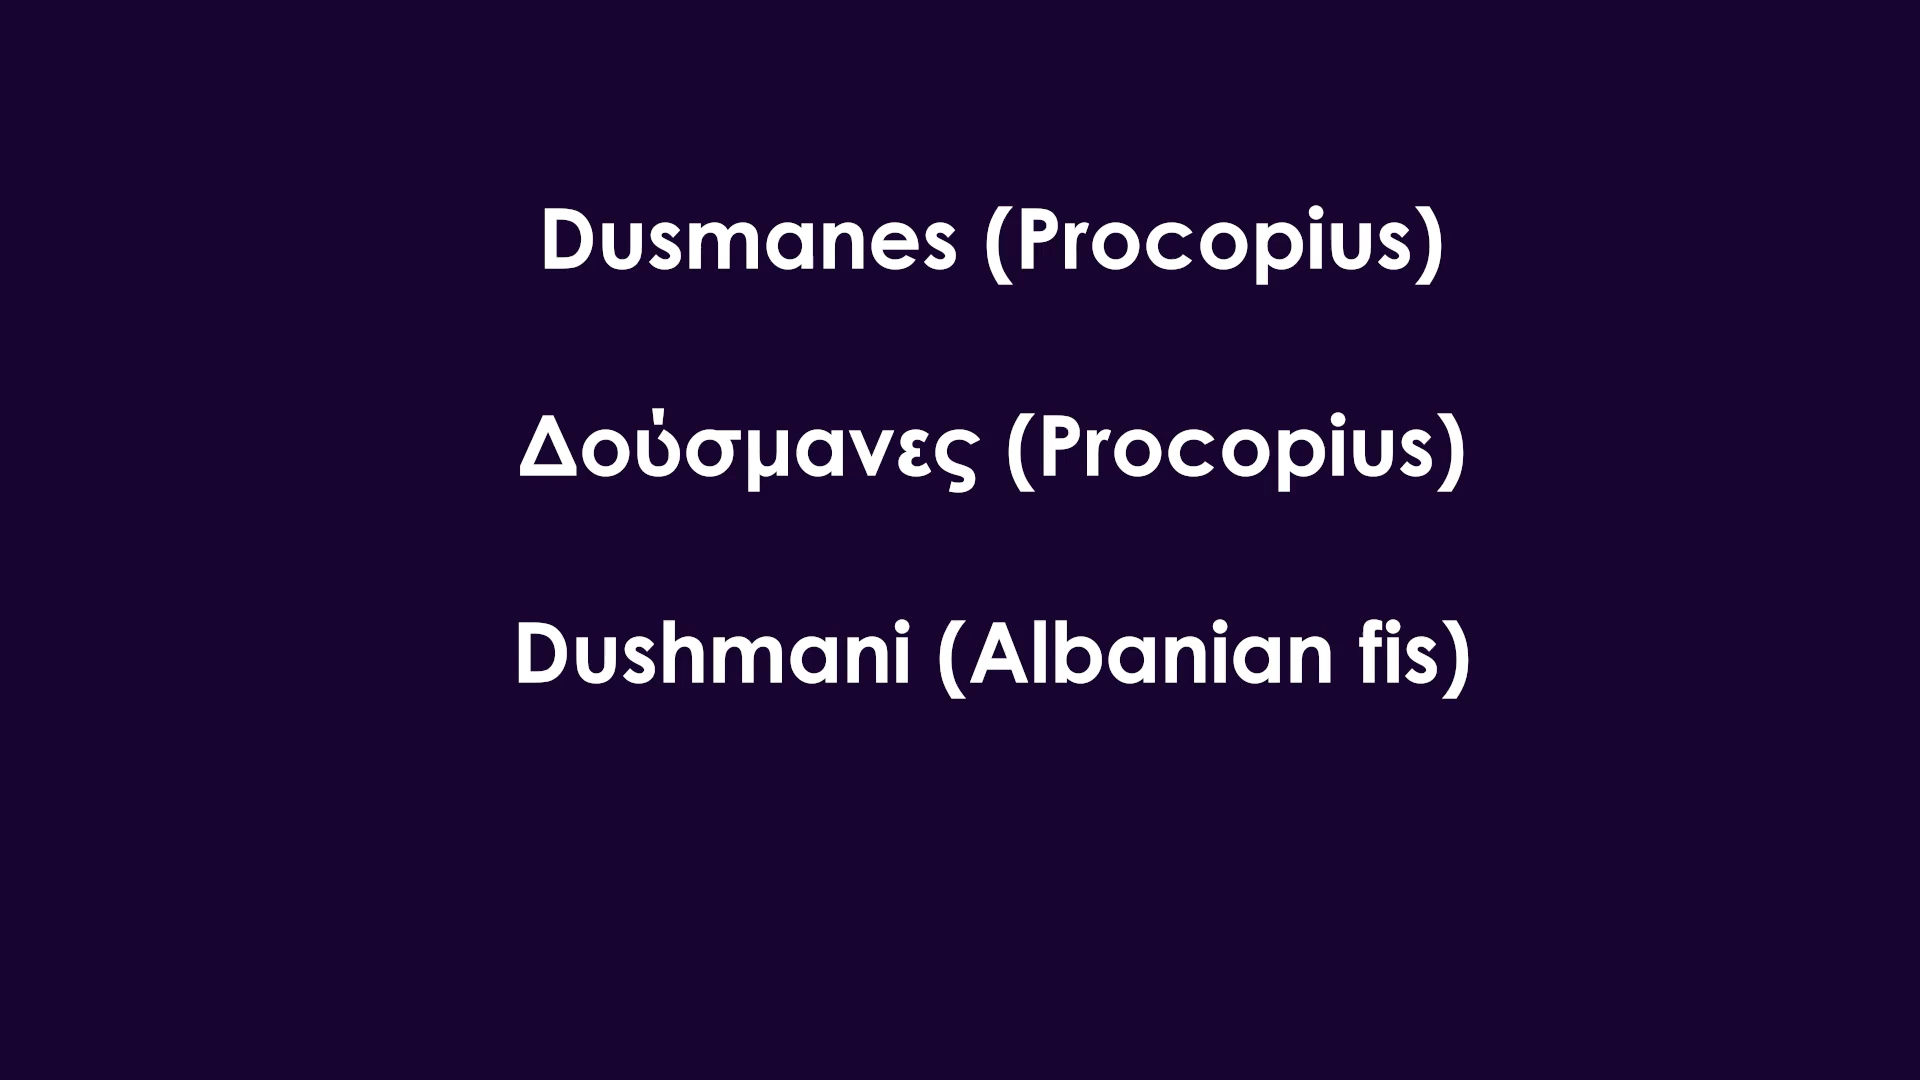 Dusmanes (Procopius)
Δούσμανες (Procopius)
Dushmani (Albanian fis)